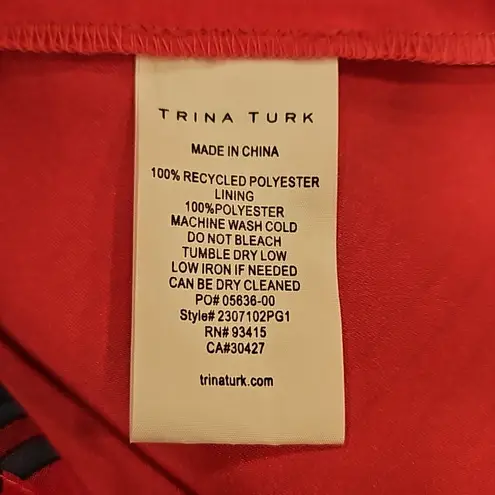 TRINA TURK
MADE IN CHINA
100% RECYCLED POLYESTER
LINING
100%POLYESTER
MACHINE WASH COLD
DO NOT BLEACH
TUMBLE DRY LOW
LOW IRON IF NEEDED
CAN BE DRY CLEANED
PO# 05636-00
Style# 2307102PG1
RN# 93415
CA#30427
trinaturk.com